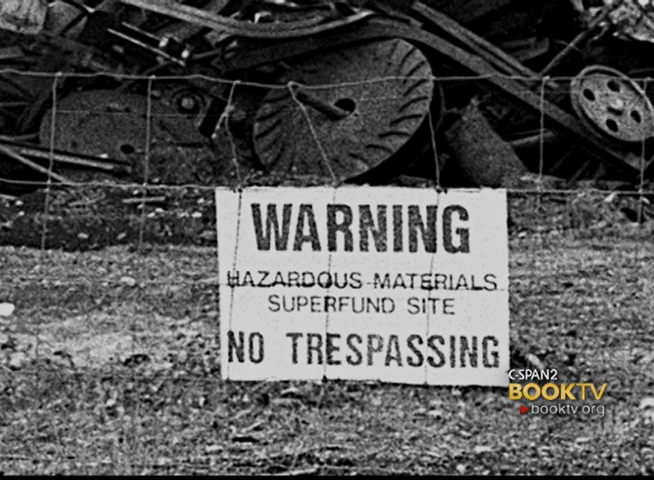 WARNING
HAZARDOUS MATERIALS
SUPERFUND SITE
NO TRESPASSING
C-SPAN2
BOOKTV
booktv.org